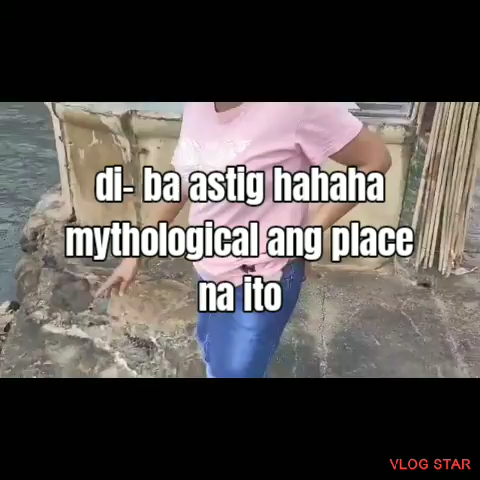 di- ba astig hahaha
mythological ang place
na ito
VLOG STAR